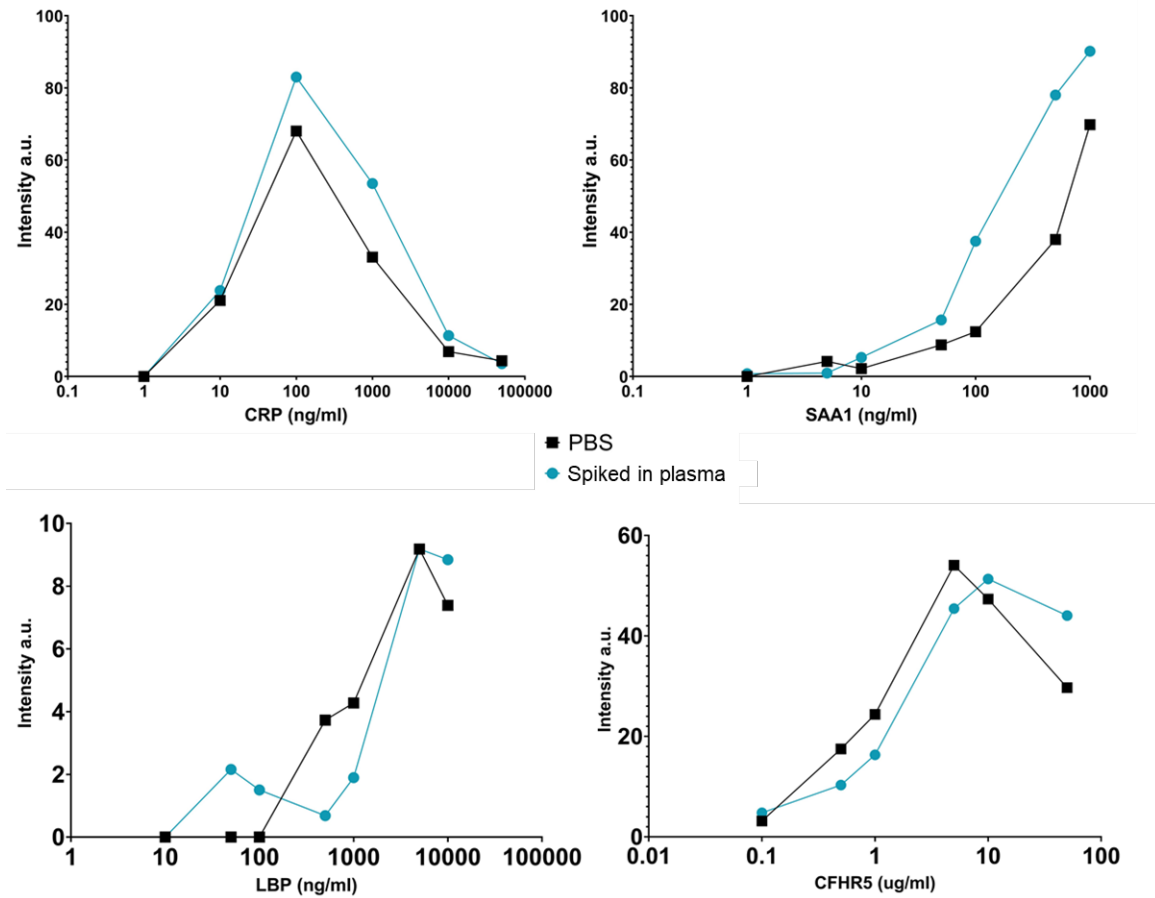 100
80
60
40
20
0
Intensity a.u.
0.1 1 10 100 1000 10000 100000
CRP (ng/ml)
100
80
60
40
20
0
Intensity a.u.
0.1 1 10 100 1000
SAA1 (ng/ml)
PBS
Spiked in plasma
10
8
6
4
2
0
Intensity a.u.
1 10 100 1000 10000 100000
LBP (ng/ml)
60
40
20
0
Intensity a.u.
0.01 0.1 1 10 100
CFHR5 (ug/ml)